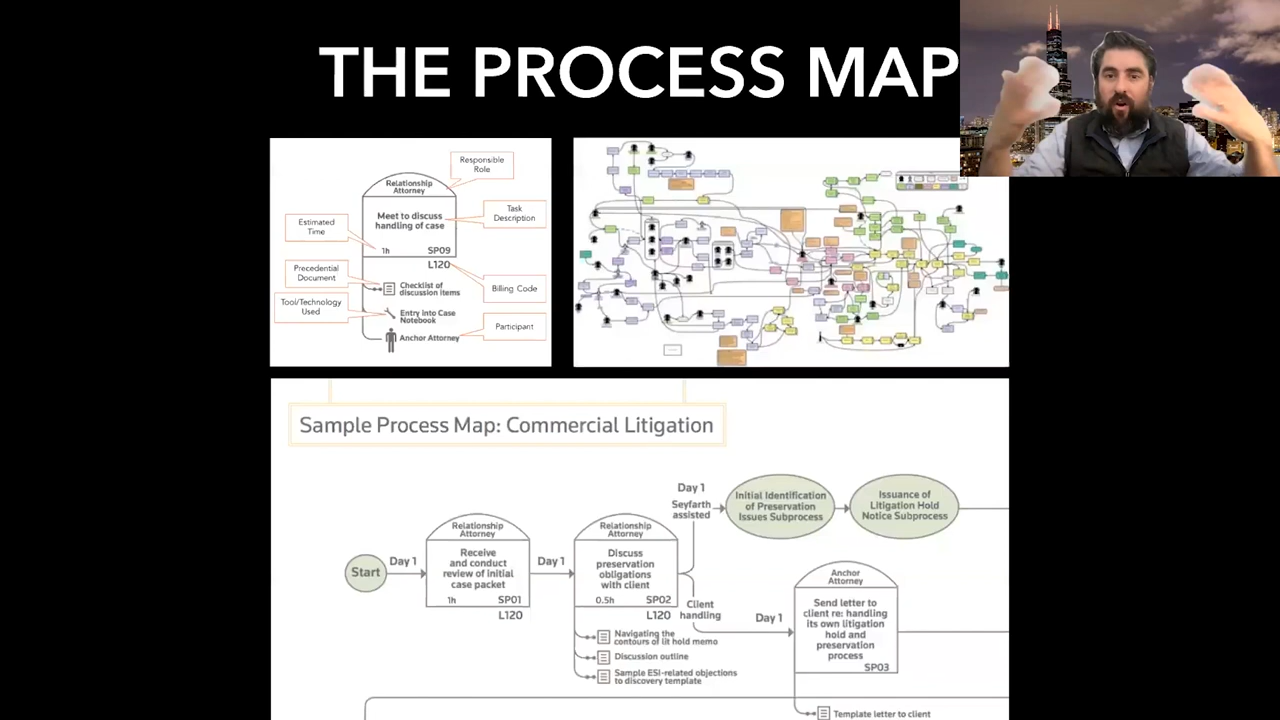 THE PROCESS MAP
Responsible
Role
Relationship
Attorney
Meet to discuss
handling of case
Task
Description
Estimated
Time
1h
SP09
L120
Precedential
Document
Checklist of
discussion items
Billing Code
Tool/Technology
Used
Entry into Case
Notebook
Participant
Anchor Attorney
Sample Process Map: Commercial Litigation
Start
Day 1
Relationship
Attorney
Receive
and conduct
review of initial
case packet
1h
SP01
L120
Day 1
Relationship
Attorney
Discuss
preservation
obligations
with client
0.5h
SP02
L120
Navigating the
contours of lit hold memo
Discussion outline
Sample ESI-related objections
to discovery template
Day 1
Seyfarth
assisted
Initial Identification
of Preservation
Issues Subprocess
Issuance of
Litigation Hold
Notice Subprocess
Client
handling
Day 1
Anchor
Attorney
Send letter to
client re: handling
its own litigation
hold and
preservation
process
SP03
Template letter to client